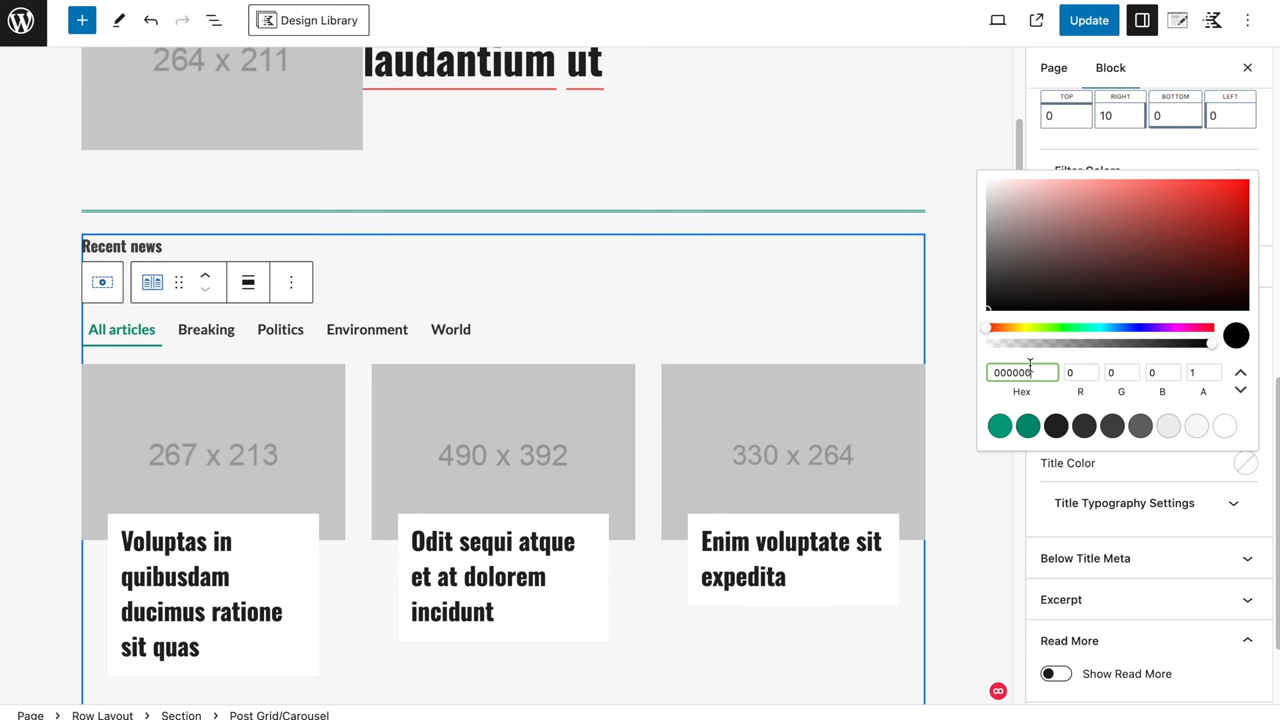 Design Library
Update
264 x 211
laudantium ut
Page
Block
TOP
RIGHT
BOTTOM
LEFT
0
10
0
0
Recent news
All articles
Breaking
Politics
Environment
World
000000
0
0
0
1
Hex
R
G
B
A
267 x 213
490 x 392
330 x 264
Title Color
Title Typography Settings
Voluptas in
quibusdam
ducimus ratione
sit quas
Odit sequi atque
et at dolorem
incidunt
Enim voluptate sit
expedita
Below Title Meta
Excerpt
Read More
Show Read More
Page
Row Layout
Section
Post Grid/Carousel